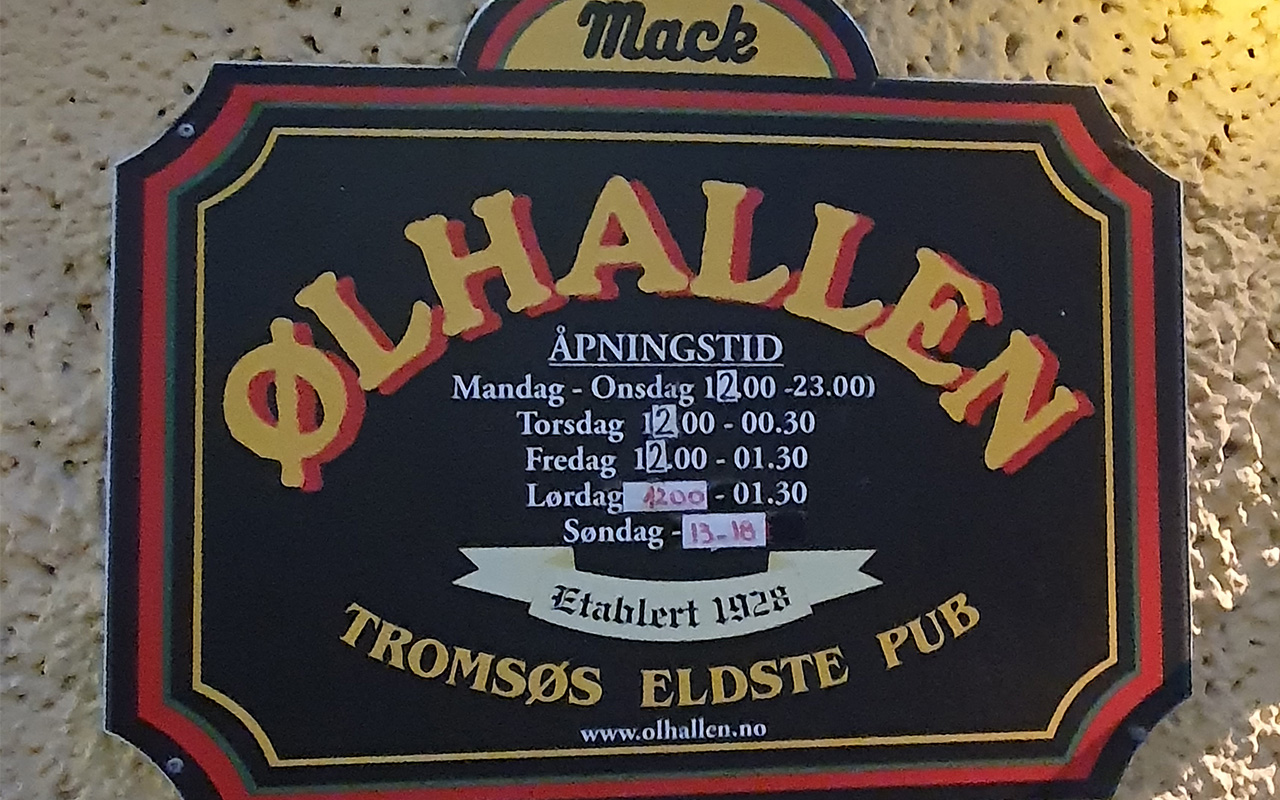 Mack
ØLHALLEN
ÅPNINGSTID
Mandag - Onsdag 12.00 -23.00)
Torsdag 12.00 - 00.30
Fredag 12.00 - 01.30
Lørdag 1200 - 01.30
Søndag - 13-18
Etablert 1928
TROMSØS ELDSTE PUB
www.olhallen.no